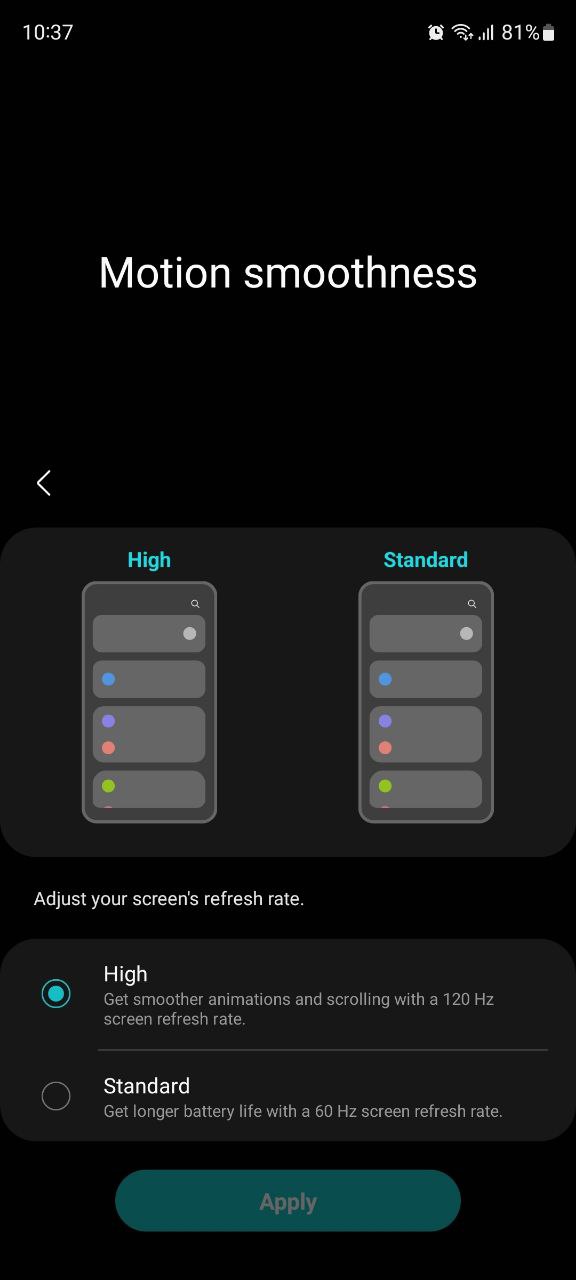 10:37
81%
Motion smoothness
High
Standard
Adjust your screen's refresh rate.
High
Get smoother animations and scrolling with a 120 Hz
screen refresh rate.
Standard
Get longer battery life with a 60 Hz screen refresh rate.
Apply